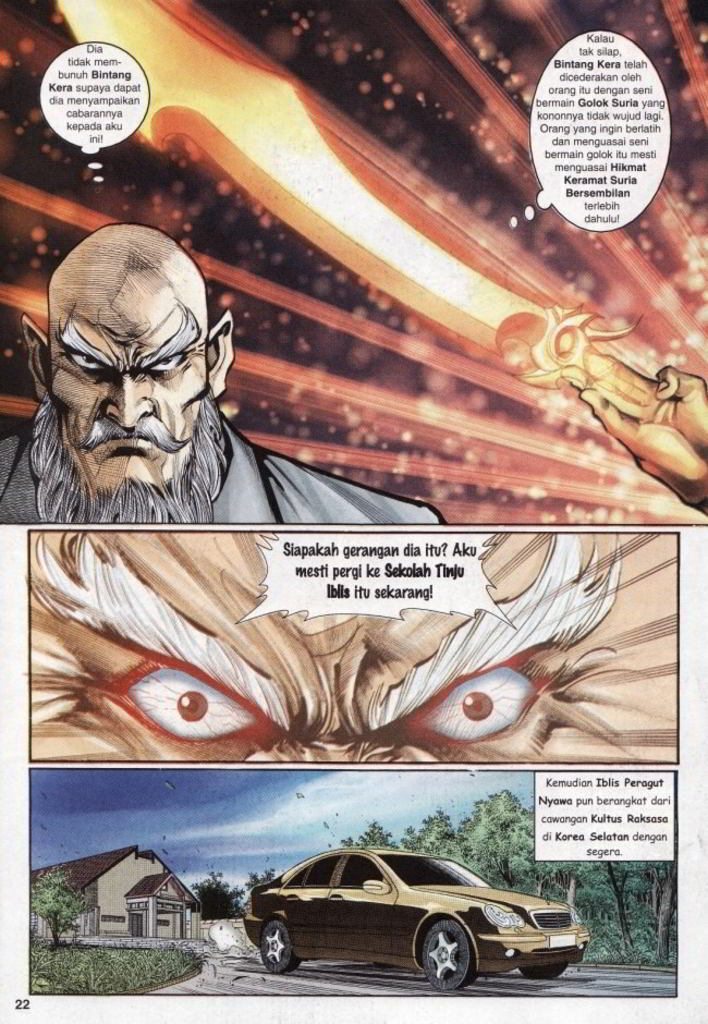 Dia
tidak mem-
bunuh Bintang
Kera supaya dapat
dia menyampaikan
cabarannya
kepada aku
ini!
Kalau
tak silap,
Bintang Kera telah
dicederakan oleh
orang itu dengan seni
bermain Golok Suria yang
kononnya tidak wujud lagi.
Orang yang ingin berlatih
dan menguasai seni
bermain golok itu mesti
menguasai Hikmat
Keramat Suria
Bersembilan
terlebih
dahulu!
Siapakah gerangan dia itu? Aku
mesti pergi ke Sekolah Tinju
Iblis itu sekarang!
Kemudian Iblis Peragut
Nyawa pun berangkat dari
cawangan Kultus Raksasa
di Korea Selatan dengan
segera.
22